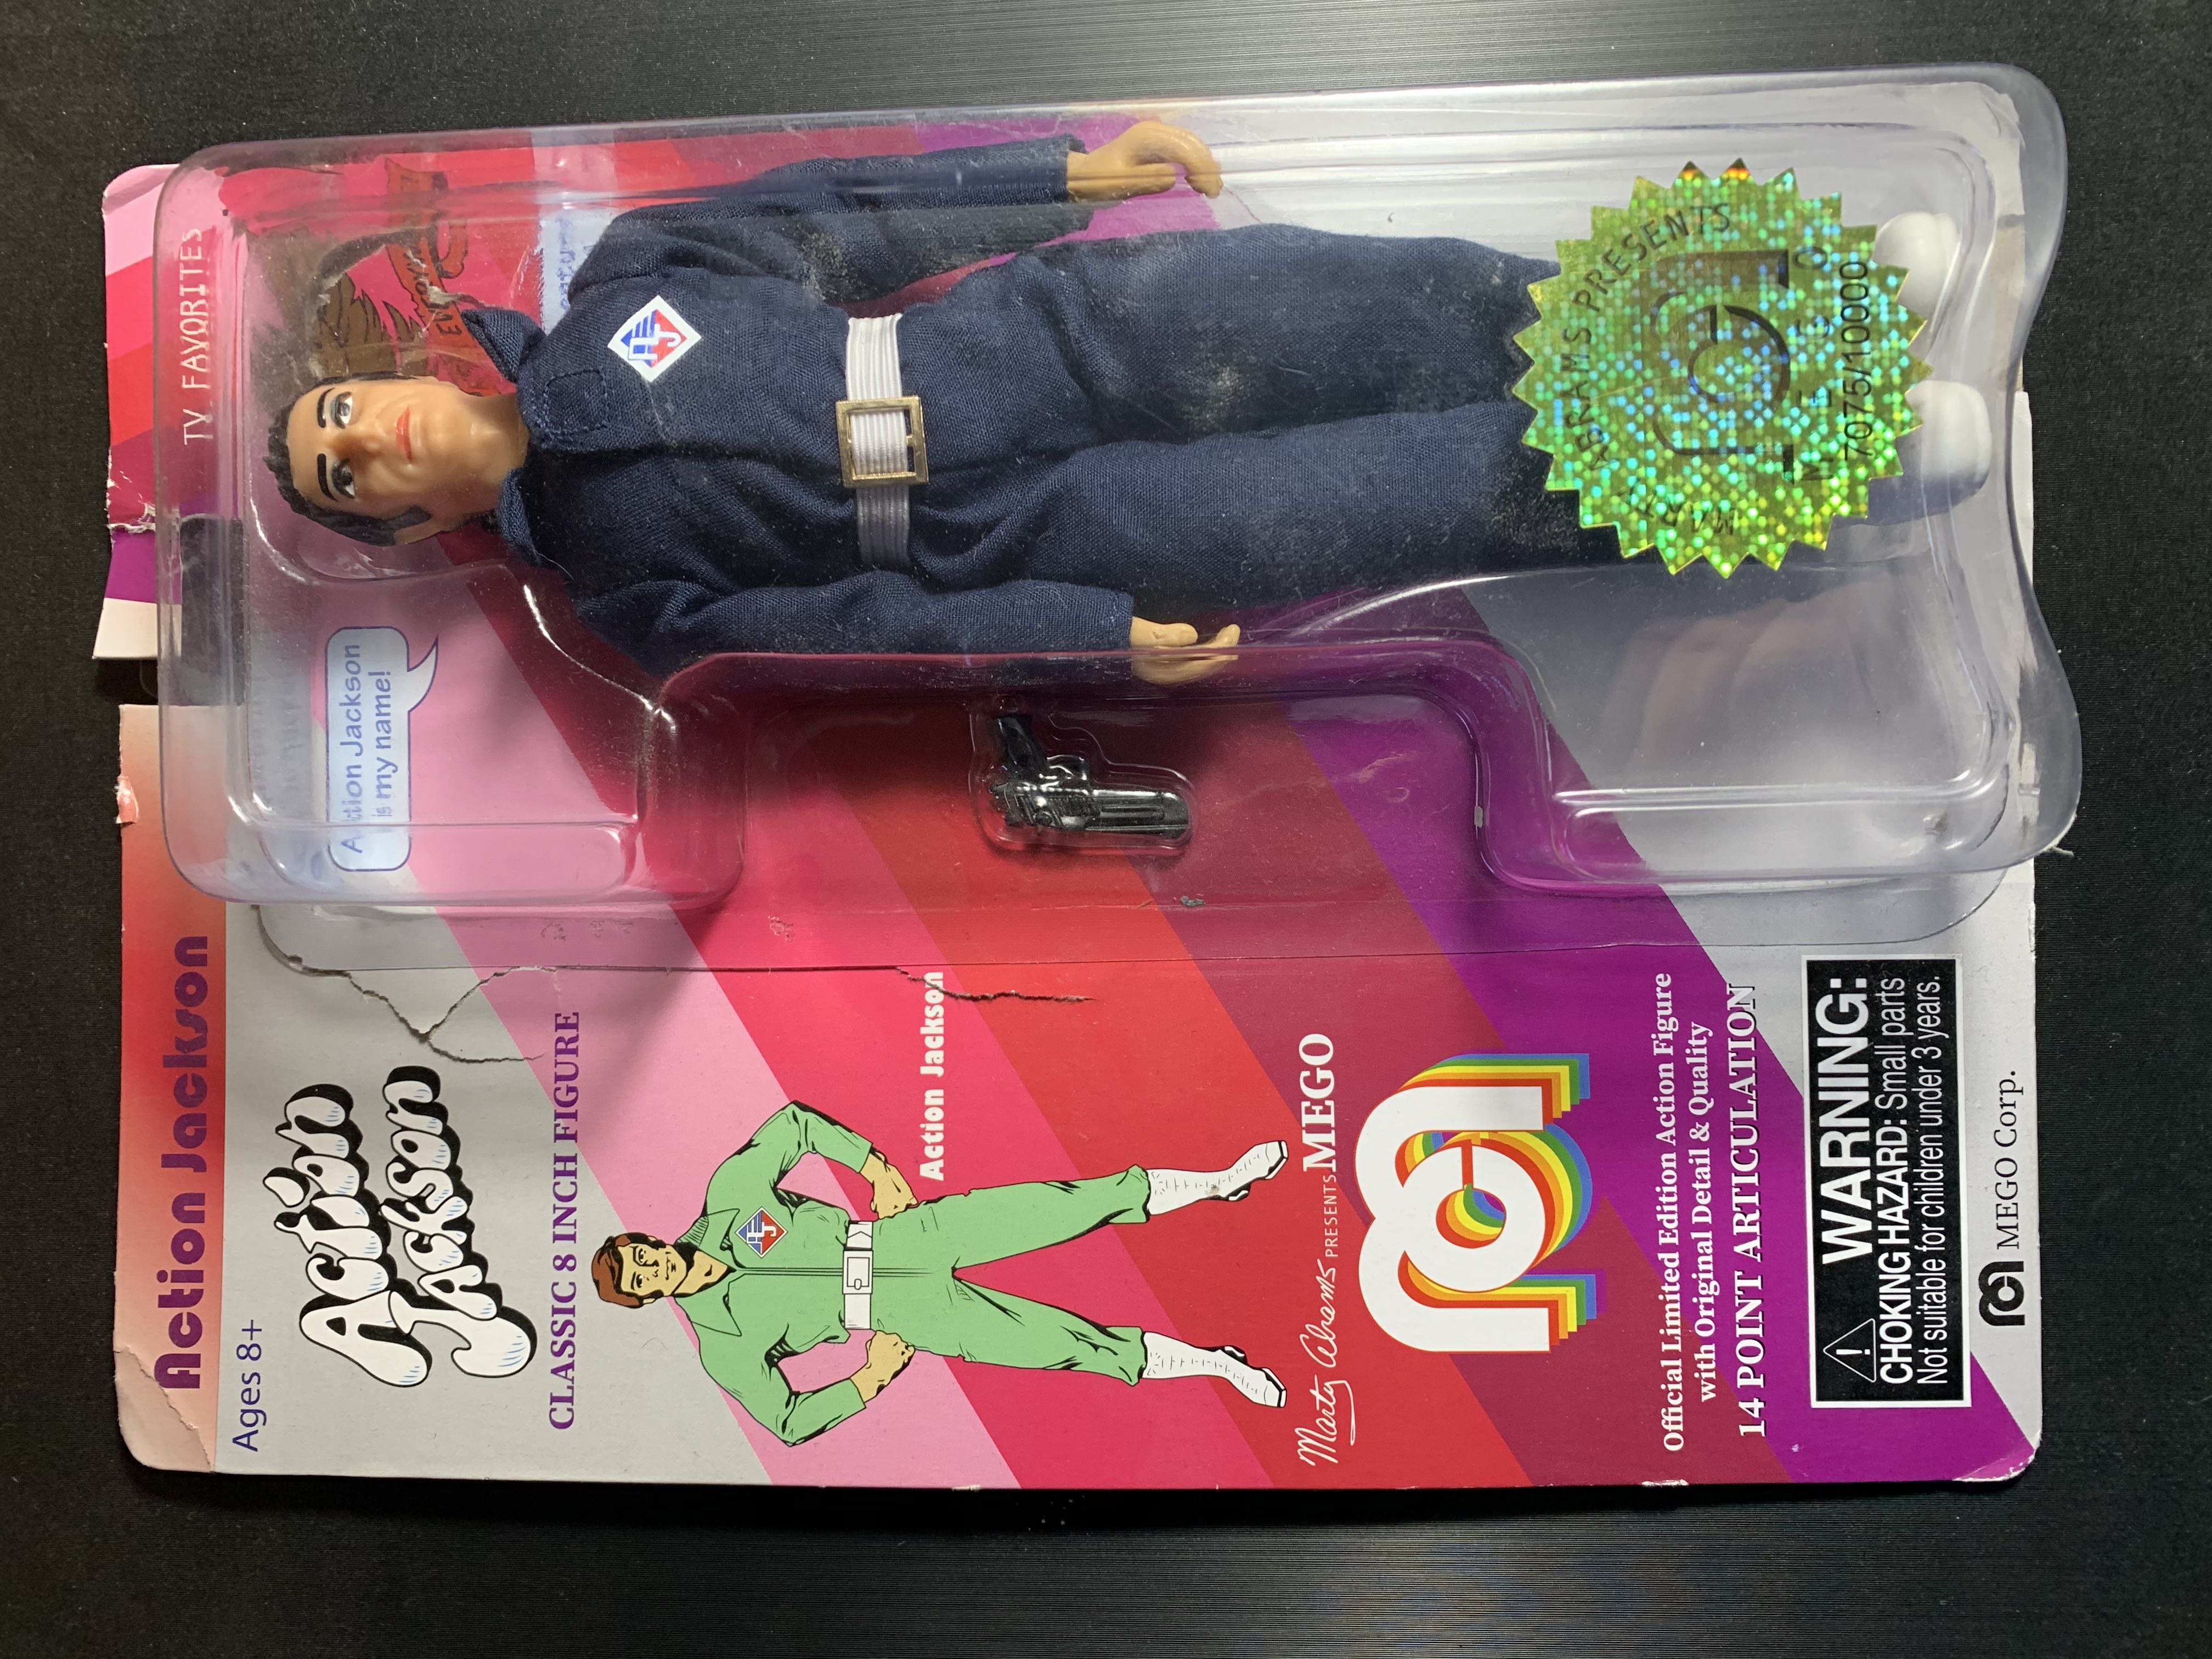 TV FAVORITES
Action Jackson
Ages 8+
Action Jackson
is my name!
ACTION
JACKSON
CLASSIC 8 INCH FIGURE
AJ
AJ
Action Jackson
Marty Abrams PRESENTS MEGO
Official Limited Edition Action Figure
with Original Detail & Quality
14 POINT ARTICULATION
MARTY ABRAMS PRESENTS
MEGO
7075/10000
WARNING:
CHOKING HAZARD: Small parts
Not suitable for children under 3 years.
MEGO Corp.